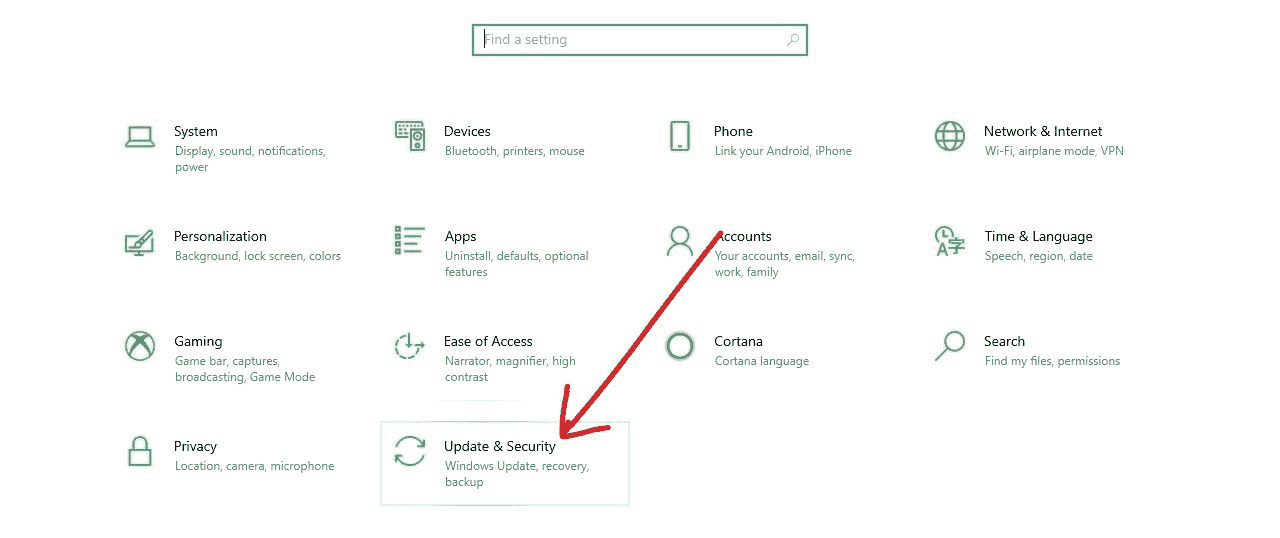 Find a setting
System
Display, sound, notifications,
power
Devices
Bluetooth, printers, mouse
Phone
Link your Android, iPhone
Network & Internet
Wi-Fi, airplane mode, VPN
Personalization
Background, lock screen, colors
Apps
Uninstall, defaults, optional
features
Accounts
Your accounts, email, sync,
work, family
Time & Language
Speech, region, date
Gaming
Game bar, captures,
broadcasting, Game Mode
Ease of Access
Narrator, magnifier, high
contrast
Cortana
Cortana language
Search
Find my files, permissions
Privacy
Location, camera, microphone
Update & Security
Windows Update, recovery,
backup